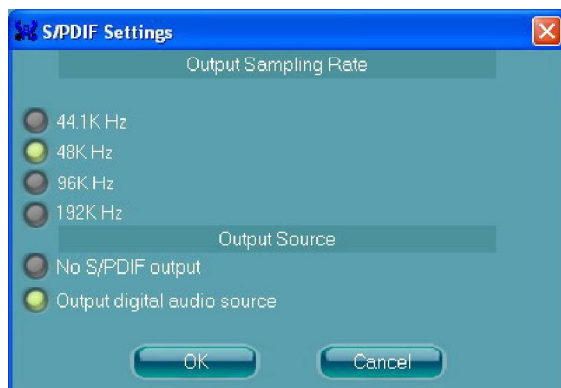 S/PDIF Settings
Output Sampling Rate
44.1K Hz
48K Hz
96K Hz
192K Hz
Output Source
No S/PDIF output
Output digital audio source
OK
Cancel